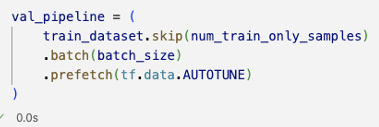 val_pipeline = (
    train_dataset.skip(num_train_only_samples)
    .batch(batch_size)
    .prefetch(tf.data.AUTOTUNE)
)
✓ 0.0s